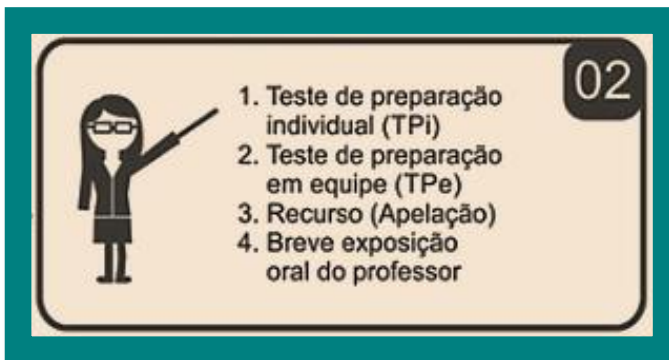 02
1. Teste de preparação
individual (TPi)
2. Teste de preparação
em equipe (TPe)
3. Recurso (Apelação)
4. Breve exposição
oral do professor